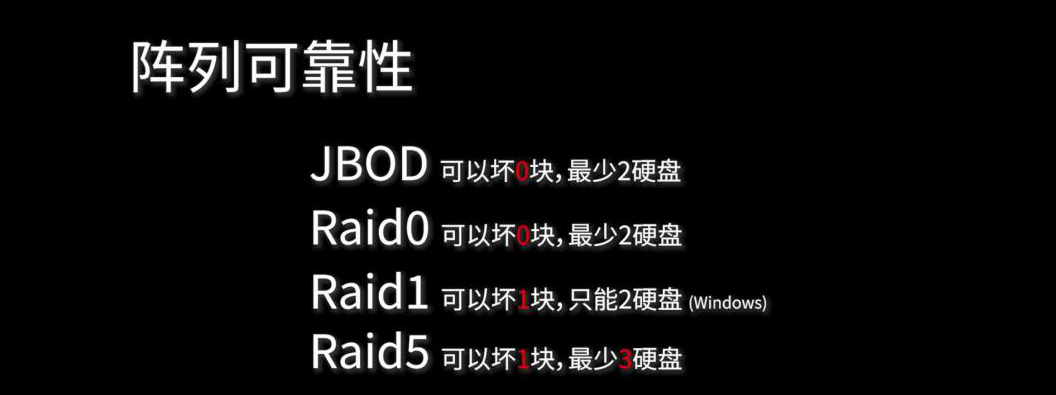 阵列可靠性
JBOD 可以坏0块，最少2硬盘
Raid0 可以坏0块，最少2硬盘
Raid1 可以坏1块，只能2硬盘 (Windows)
Raid5 可以坏1块，最少3硬盘